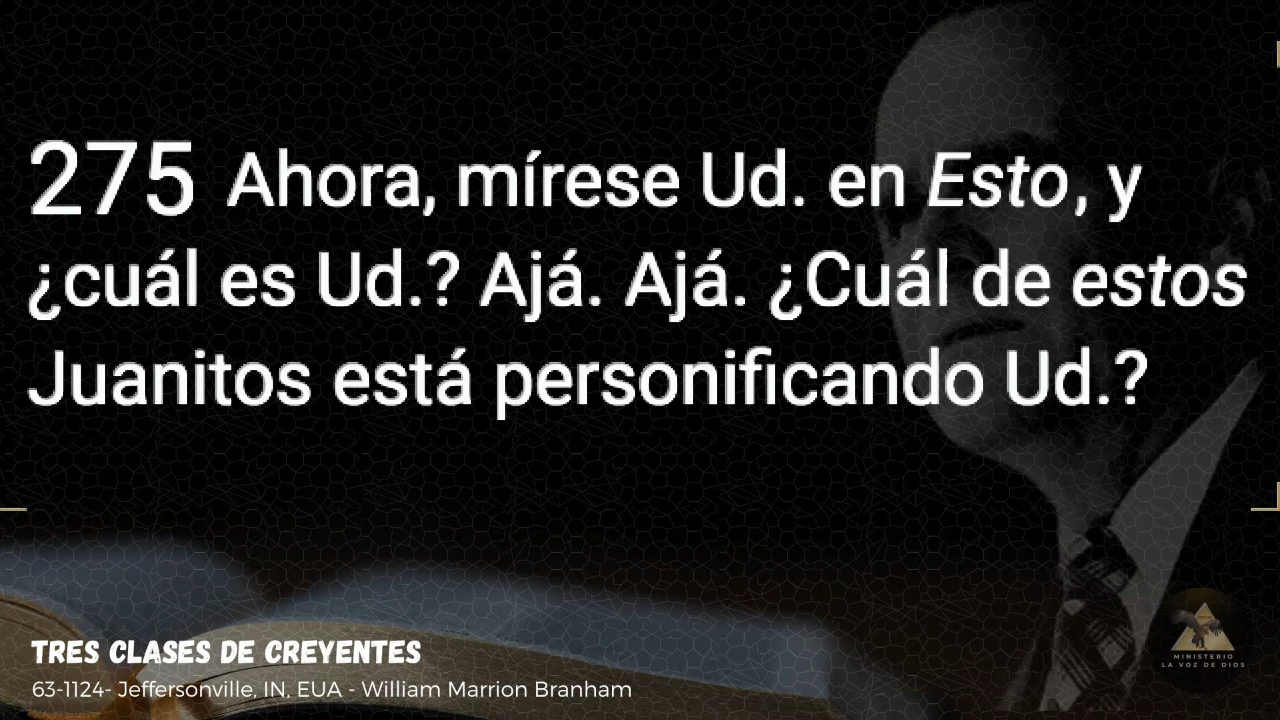 275 Ahora, mírese Ud. en Esto, y
¿cuál es Ud.? Ajá. Ajá. ¿Cuál de estos
Juanitos está personificando Ud.?
TRES CLASES DE CREYENTES
63-1124- Jeffersonville, IN, EUA - William Marrion Branham
MINISTERIO
LA VOZ DE DIOS